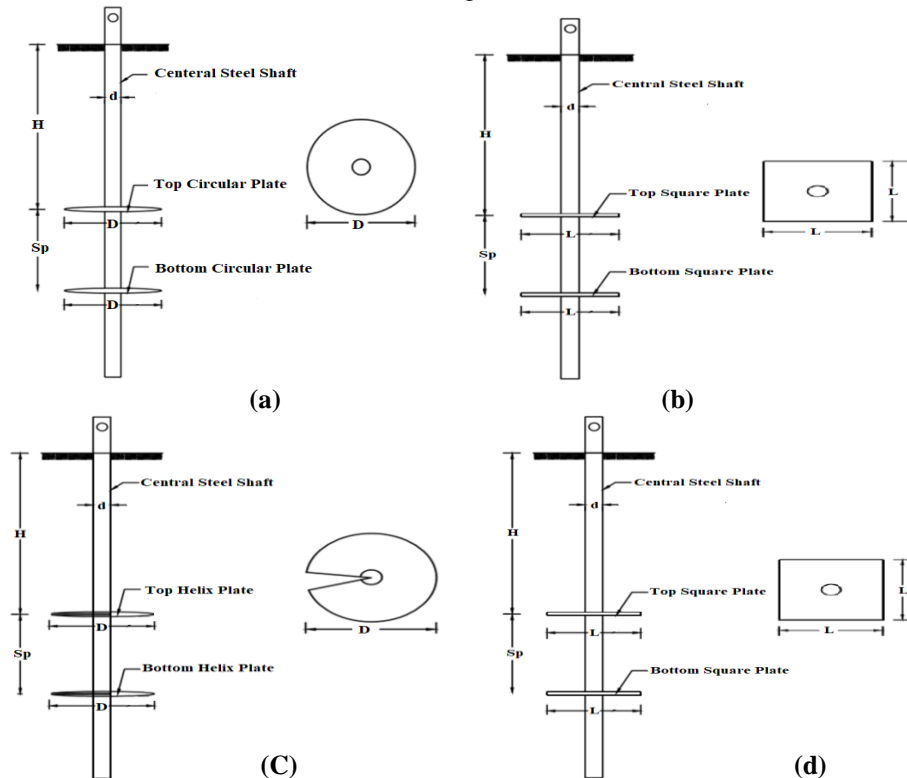 Centeral Steel Shaft
d
H
Top Circular Plate
D
Sp
Bottom Circular Plate
D
D
(a)
Central Steel Shaft
d
H
Top Square Plate
L
Sp
Bottom Square Plate
L
L
L
(b)
Central Steel Shaft
d
H
Top Helix Plate
D
Sp
Bottom Helix Plate
D
D
(C)
Central Steel Shaft
d
H
Top Square Plate
L
Sp
Bottom Square Plate
L
L
L
(d)